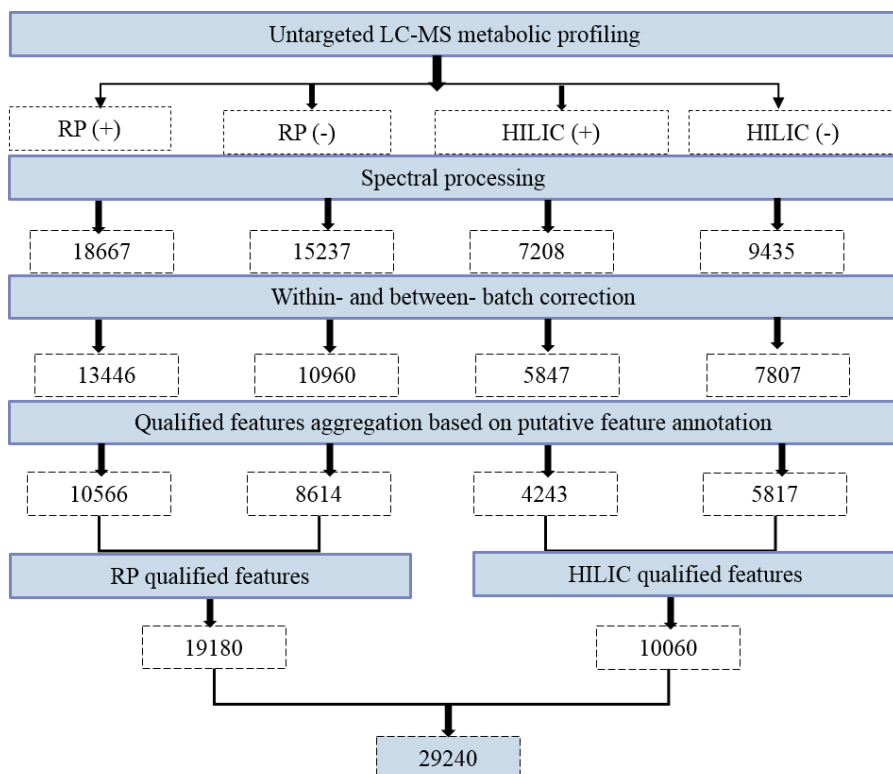 Untargeted LC-MS metabolic profiling
RP (+)
RP (-)
HILIC (+)
HILIC (-)
Spectral processing
18667
15237
7208
9435
Within- and between- batch correction
13446
10960
5847
7807
Qualified features aggregation based on putative feature annotation
10566
8614
4243
5817
RP qualified features
HILIC qualified features
19180
10060
29240